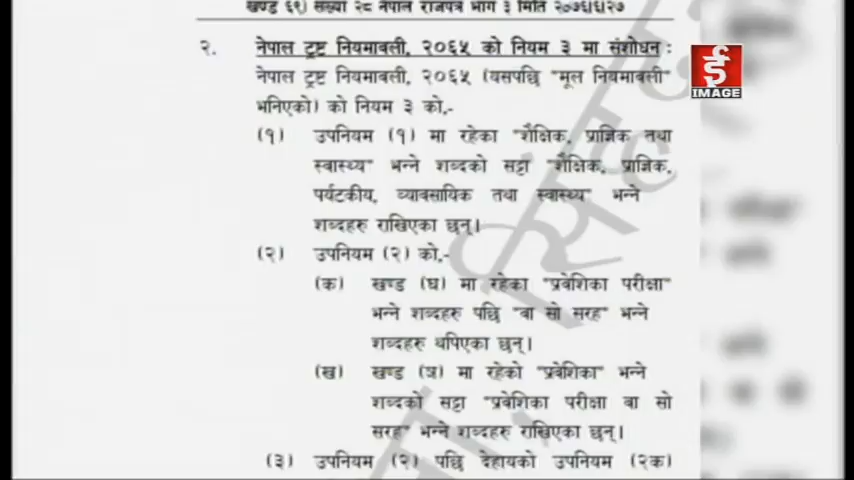 खण्ड ६९) संख्या २८ नेपाल राजपत्र भाग ३ मिति २०७६।६।२७
२. नेपाल ट्रष्ट नियमावली, २०६५ को नियम ३ मा संशोधन :
नेपाल ट्रष्ट नियमावली, २०६५ (यसपछि "मूल नियमावली"
भनिएको) को नियम ३ को,-
(१) उपनियम (१) मा रहेका "शैक्षिक, प्राज्ञिक तथा
स्वास्थ्य" भन्ने शब्दको सट्टा "शैक्षिक, प्राज्ञिक,
पर्यटकीय, व्यावसायिक तथा स्वास्थ्य" भन्ने
शब्दहरु राखिएका छन्।
(२) उपनियम (२) को,-
(क) खण्ड (घ) मा रहेका "प्रवेशिका परीक्षा"
भन्ने शब्दहरु पछि "वा सो सरह" भन्ने
शब्दहरु थपिएका छन्।
(ख) खण्ड (ञ) मा रहेको "प्रवेशिका" भन्ने
शब्दको सट्टा "प्रवेशिका परीक्षा वा सो
सरह" भन्ने शब्दहरु राखिएका छन्।
(३) उपनियम (२) पछि देहायको उपनियम (२क)
ई
IMAGE